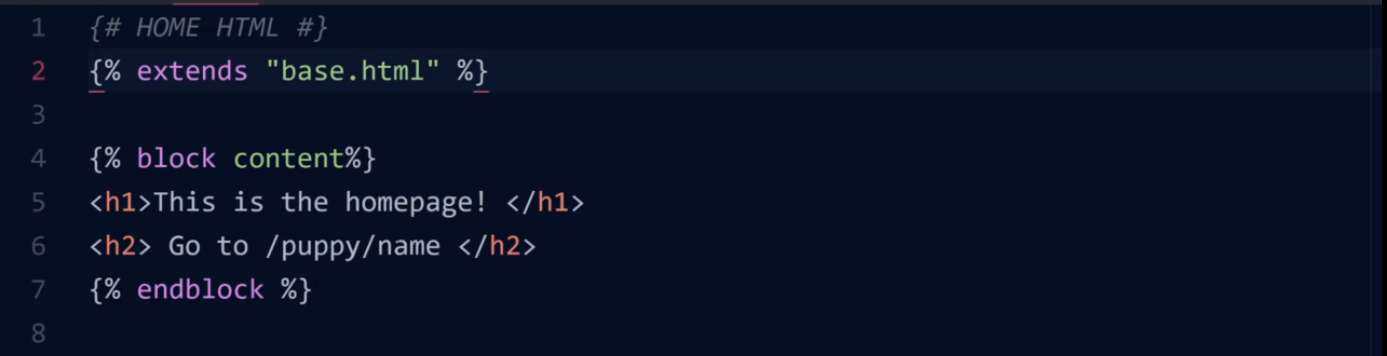 1 {# HOME HTML #}
2 {% extends "base.html" %}
3
4 {% block content%}
5 <h1>This is the homepage! </h1>
6 <h2> Go to /puppy/name </h2>
7 {% endblock %}
8